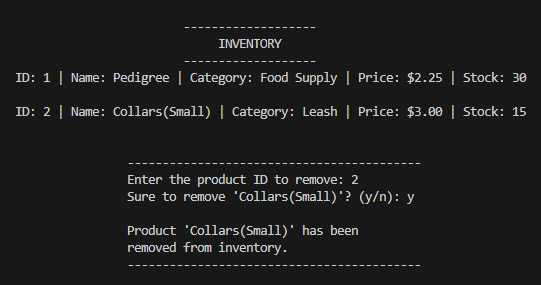 -------------------
INVENTORY
-------------------
ID: 1 | Name: Pedigree | Category: Food Supply | Price: $2.25 | Stock: 30
ID: 2 | Name: Collars(Small) | Category: Leash | Price: $3.00 | Stock: 15
------------------------------------------
Enter the product ID to remove: 2
Sure to remove 'Collars(Small)'? (y/n): y
Product 'Collars(Small)' has been
removed from inventory.
------------------------------------------